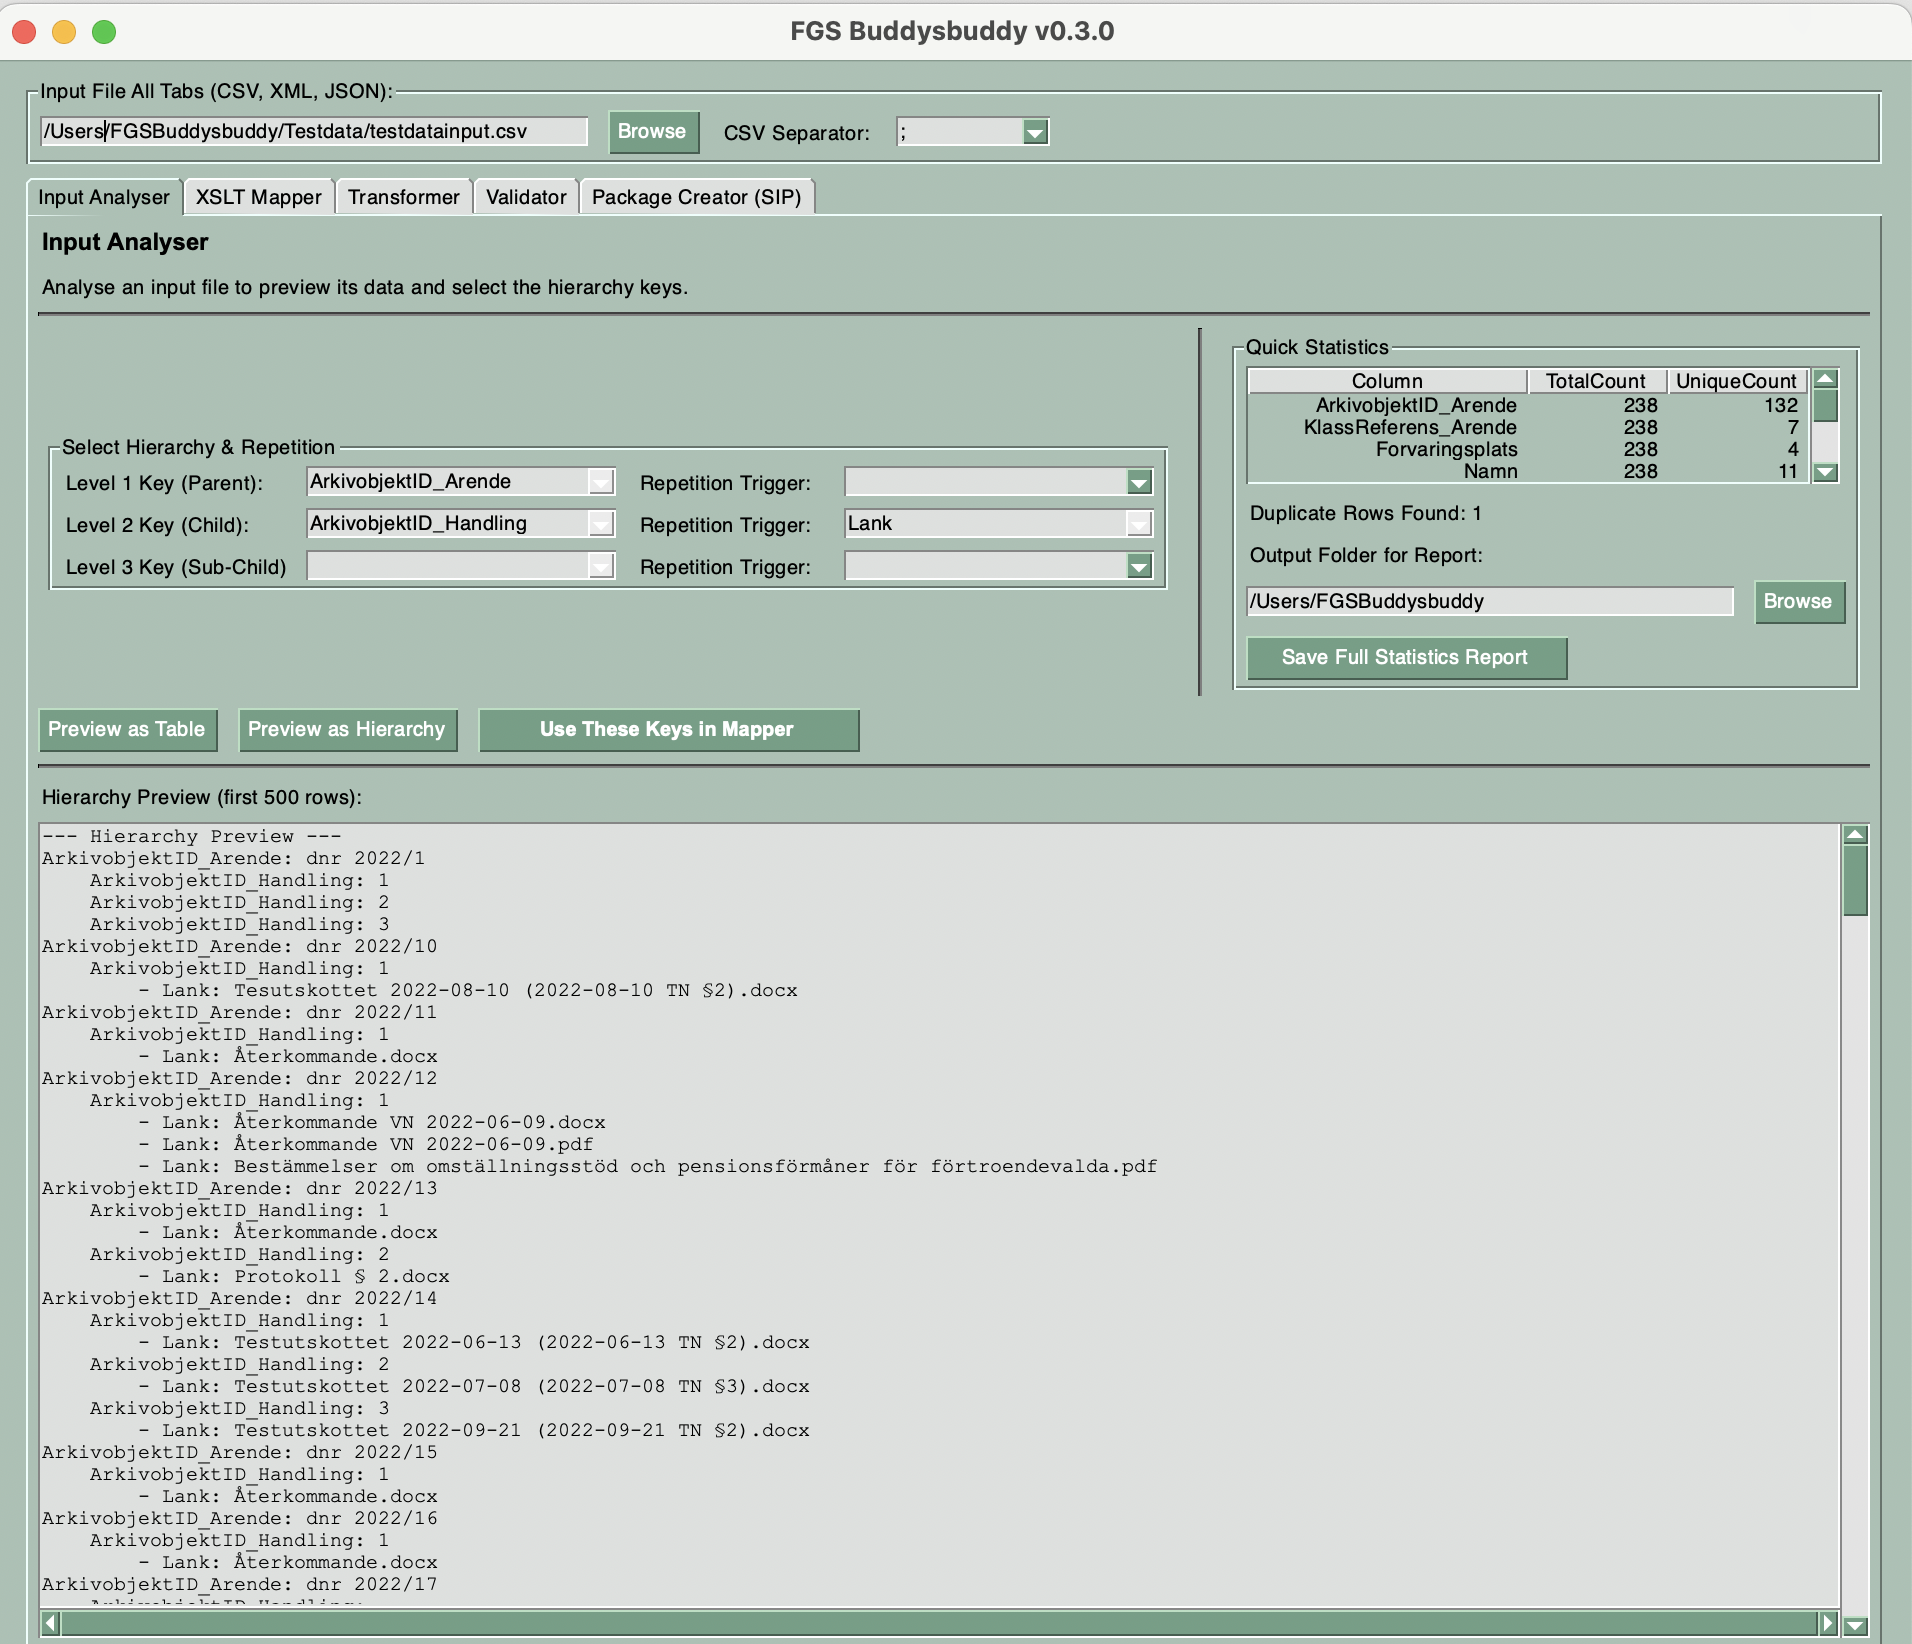 FGS Buddysbuddy v0.3.0
Input File All Tabs (CSV, XML, JSON):
/Users/FGSBuddysbuddy/Testdata/testdatainput.csv Browse CSV Separator: ;
Input Analyser XSLT Mapper Transformer Validator Package Creator (SIP)
Input Analyser
Analyse an input file to preview its data and select the hierarchy keys.
Select Hierarchy & Repetition
Level 1 Key (Parent): ArkivobjektID_Arende Repetition Trigger:
Level 2 Key (Child): ArkivobjektID_Handling Repetition Trigger: Lank
Level 3 Key (Sub-Child) Repetition Trigger:
Quick Statistics
Column TotalCount UniqueCount
ArkivobjektID_Arende 238 132
KlassReferens_Arende 238 7
Forvaringsplats 238 4
Namn 238 11
Duplicate Rows Found: 1
Output Folder for Report:
/Users/FGSBuddysbuddy Browse
Save Full Statistics Report
Preview as Table Preview as Hierarchy Use These Keys in Mapper
Hierarchy Preview (first 500 rows):
--- Hierarchy Preview ---
ArkivobjektID_Arende: dnr 2022/1
ArkivobjektID_Handling: 1
ArkivobjektID_Handling: 2
ArkivobjektID_Handling: 3
ArkivobjektID_Arende: dnr 2022/10
ArkivobjektID_Handling: 1
- Lank: Tesutskottet 2022-08-10 (2022-08-10 TN §2).docx
ArkivobjektID_Arende: dnr 2022/11
ArkivobjektID_Handling: 1
- Lank: Återkommande.docx
ArkivobjektID_Arende: dnr 2022/12
ArkivobjektID_Handling: 1
- Lank: Återkommande VN 2022-06-09.docx
- Lank: Återkommande VN 2022-06-09.pdf
- Lank: Bestämmelser om omställningsstöd och pensionsförmåner för förtroendevalda.pdf
ArkivobjektID_Arende: dnr 2022/13
ArkivobjektID_Handling: 1
- Lank: Återkommande.docx
ArkivobjektID_Handling: 2
- Lank: Protokoll § 2.docx
ArkivobjektID_Arende: dnr 2022/14
ArkivobjektID_Handling: 1
- Lank: Testutskottet 2022-06-13 (2022-06-13 TN §2).docx
ArkivobjektID_Handling: 2
- Lank: Testutskottet 2022-07-08 (2022-07-08 TN §3).docx
ArkivobjektID_Handling: 3
- Lank: Testutskottet 2022-09-21 (2022-09-21 TN §2).docx
ArkivobjektID_Arende: dnr 2022/15
ArkivobjektID_Handling: 1
- Lank: Återkommande.docx
ArkivobjektID_Arende: dnr 2022/16
ArkivobjektID_Handling: 1
- Lank: Återkommande.docx
ArkivobjektID_Arende: dnr 2022/17